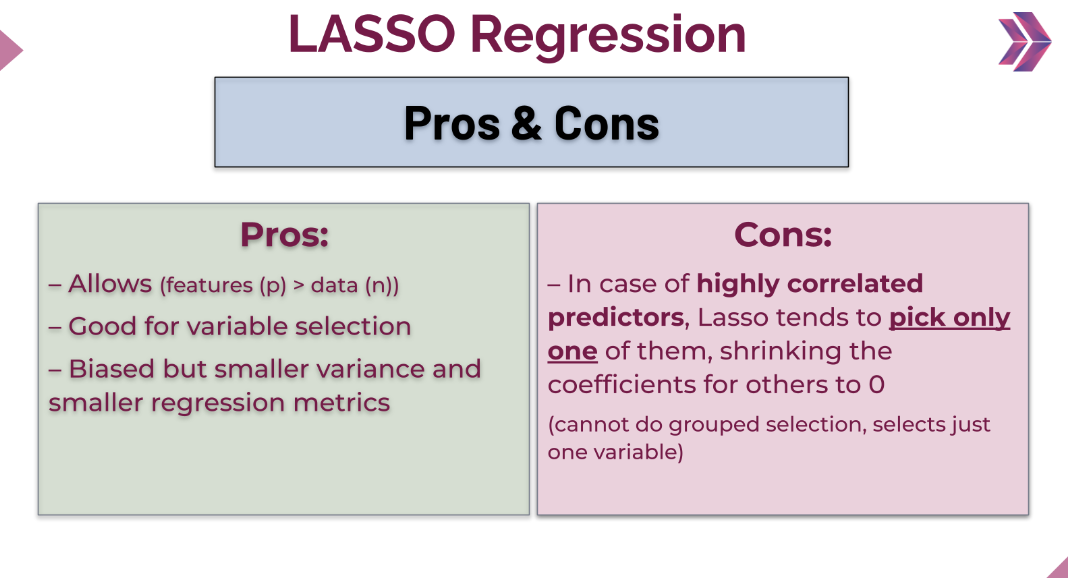 LASSO Regression
Pros & Cons
Pros:
– Allows (features (p) > data (n))
– Good for variable selection
– Biased but smaller variance and
smaller regression metrics
Cons:
– In case of highly correlated
predictors, Lasso tends to pick only
one of them, shrinking the
coefficients for others to 0
(cannot do grouped selection, selects just
one variable)